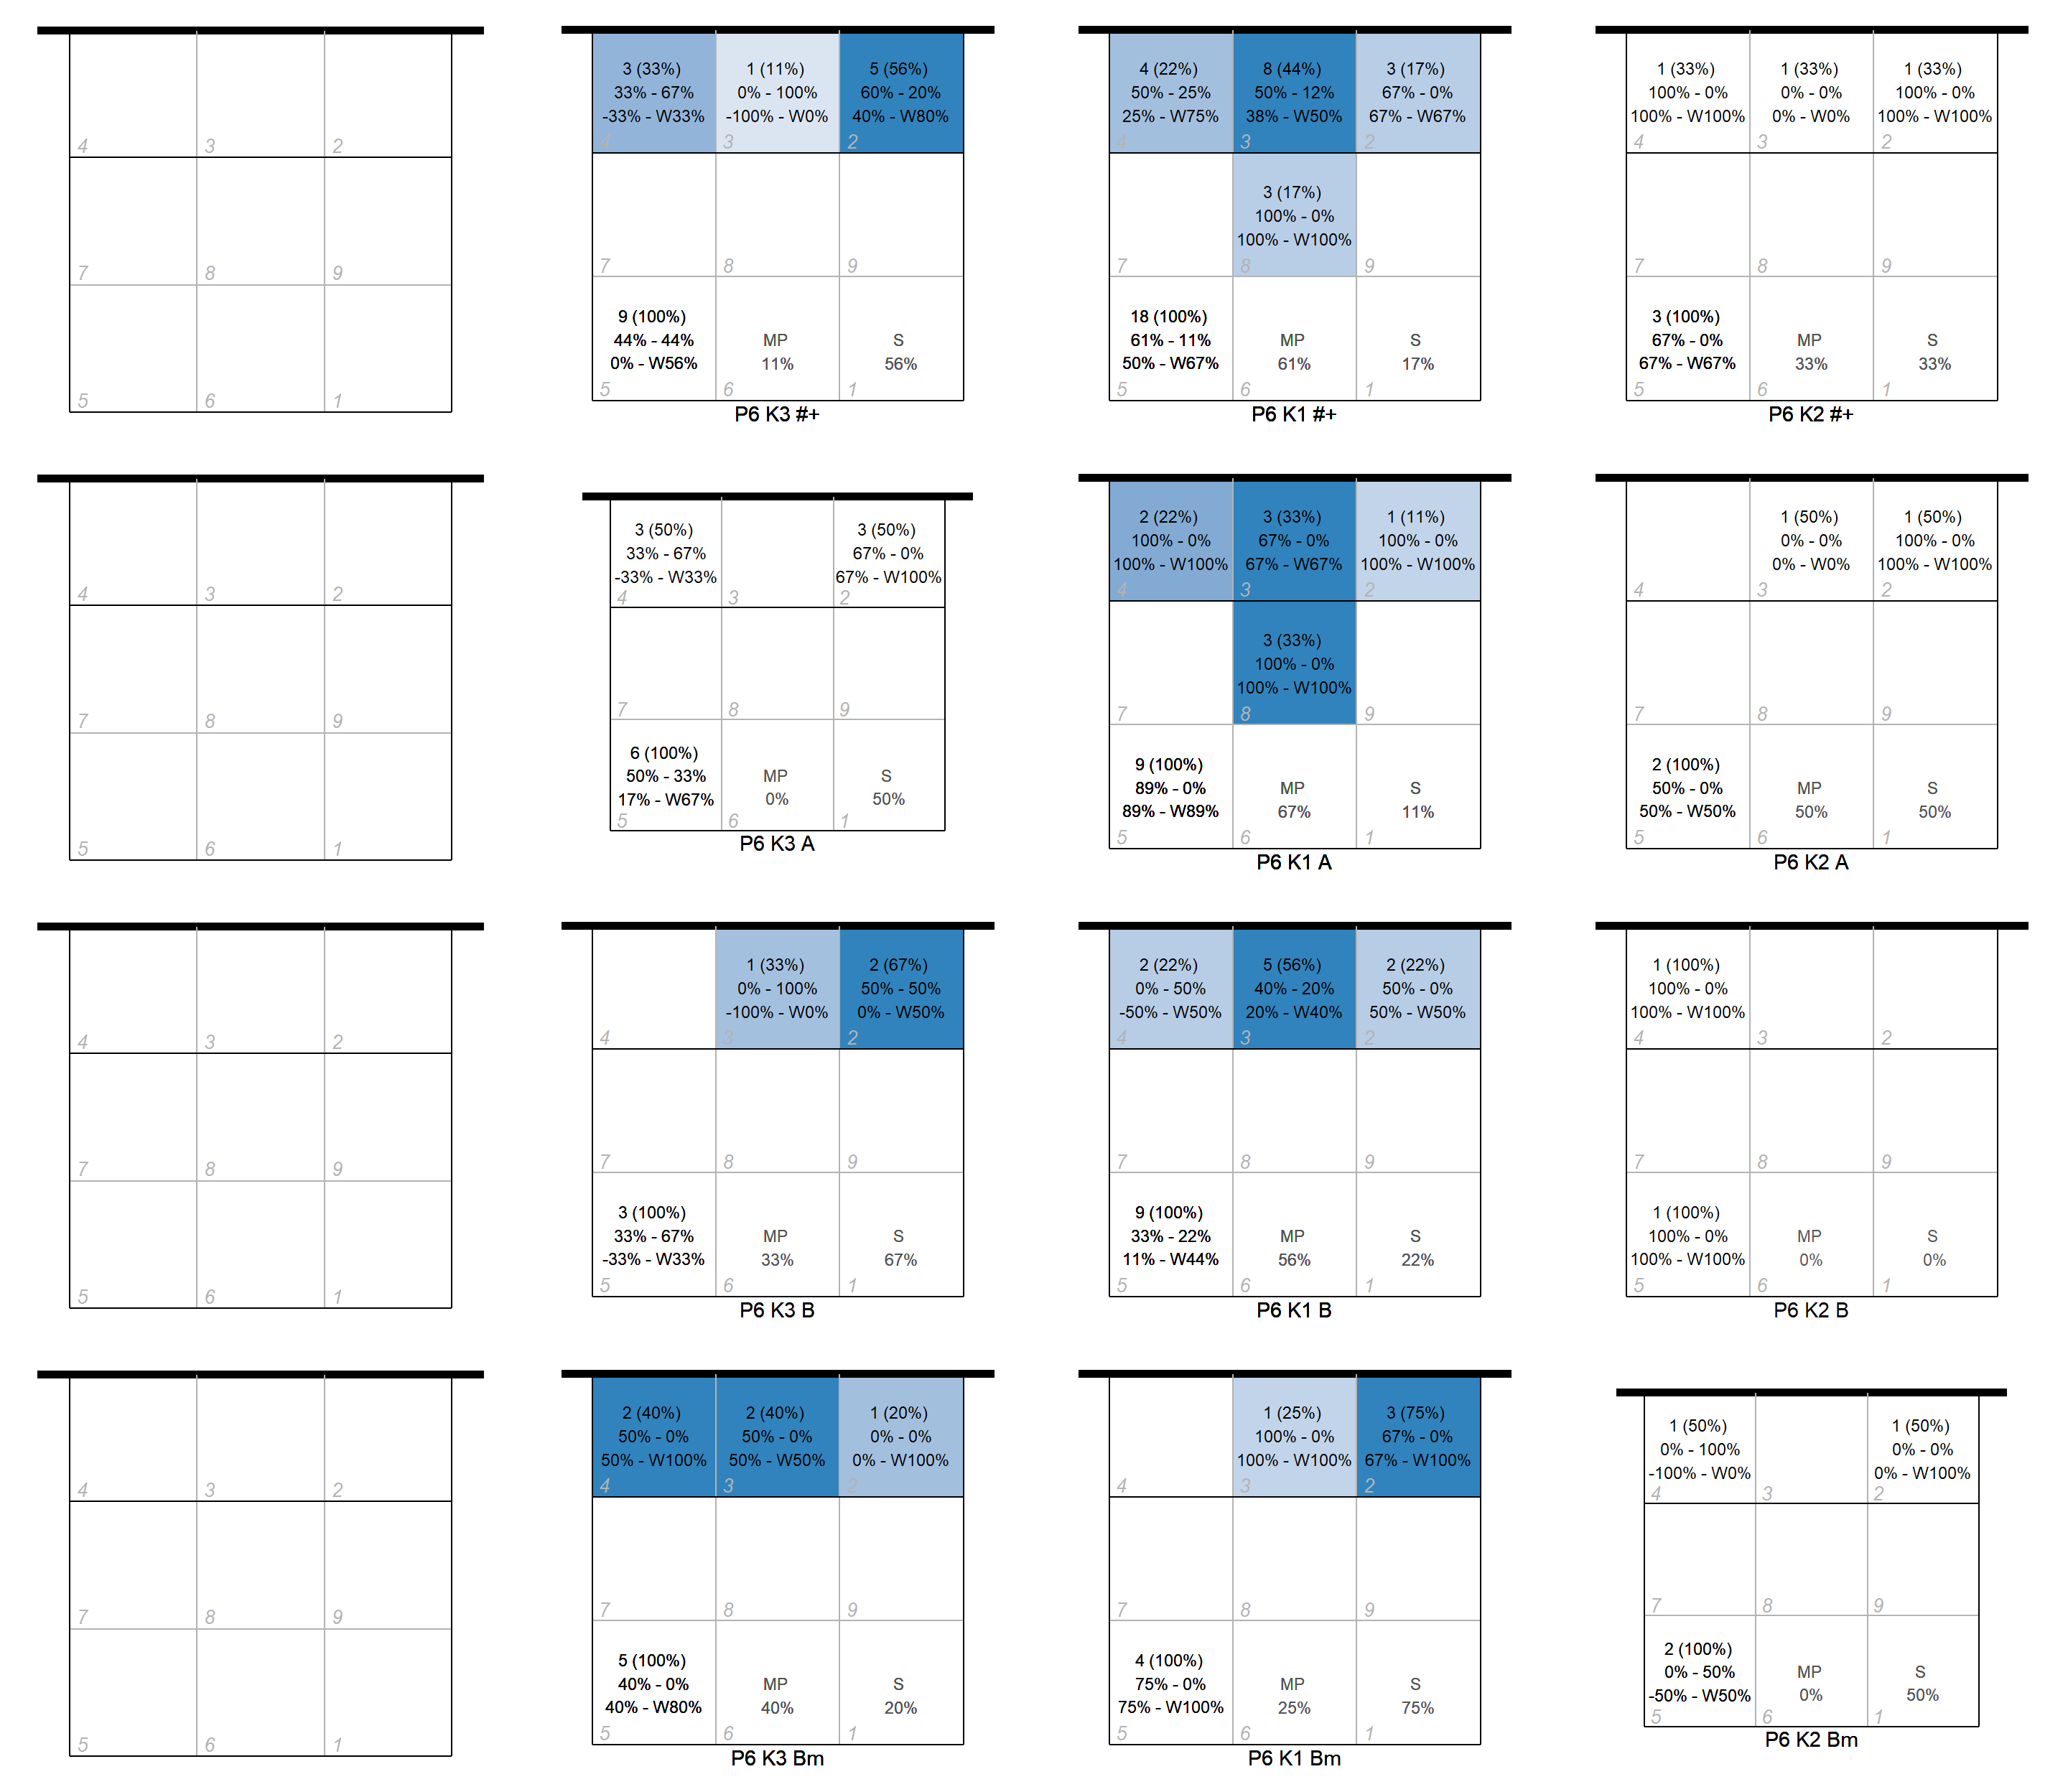 4 3 2
7 8 9
5 6 1
3 (33%) 1 (11%) 5 (56%)
33% - 67% 0% - 100% 60% - 20%
-33% - W33% -100% - W0% 40% - W80%
4 3 2
7 8 9
9 (100%)
44% - 44% MP S
0% - W56% 11% 56%
5 6 1
P6 K3 #+
4 (22%) 8 (44%) 3 (17%)
50% - 25% 50% - 12% 67% - 0%
25% - W75% 38% - W50% 67% - W67%
4 3 2
3 (17%)
100% - 0%
100% - W100%
7 8 9
18 (100%)
61% - 11% MP S
50% - W67% 61% 17%
5 6 1
P6 K1 #+
1 (33%) 1 (33%) 1 (33%)
100% - 0% 0% - 0% 100% - 0%
100% - W100% 0% - W0% 100% - W100%
4 3 2
7 8 9
3 (100%)
67% - 0% MP S
67% - W67% 33% 33%
5 6 1
P6 K2 #+
4 3 2
7 8 9
5 6 1
3 (50%) 3 (50%)
33% - 67% 67% - 0%
-33% - W33% 67% - W100%
4 3 2
7 8 9
6 (100%)
50% - 33% MP S
17% - W67% 0% 50%
5 6 1
P6 K3 A
2 (22%) 3 (33%) 1 (11%)
100% - 0% 67% - 0% 100% - 0%
100% - W100% 67% - W67% 100% - W100%
4 3 2
3 (33%)
100% - 0%
100% - W100%
7 8 9
9 (100%)
89% - 0% MP S
89% - W89% 67% 11%
5 6 1
P6 K1 A
1 (50%) 1 (50%)
0% - 0% 100% - 0%
0% - W0% 100% - W100%
4 3 2
7 8 9
2 (100%)
50% - 0% MP S
50% - W50% 50% 50%
5 6 1
P6 K2 A
4 3 2
7 8 9
5 6 1
1 (33%) 2 (67%)
0% - 100% 50% - 50%
-100% - W0% 0% - W50%
4 3 2
7 8 9
3 (100%)
33% - 67% MP S
-33% - W33% 33% 67%
5 6 1
P6 K3 B
2 (22%) 5 (56%) 2 (22%)
0% - 50% 40% - 20% 50% - 0%
-50% - W50% 20% - W40% 50% - W50%
4 3 2
7 8 9
9 (100%)
33% - 22% MP S
11% - W44% 56% 22%
5 6 1
P6 K1 B
1 (100%)
100% - 0%
100% - W100%
4 3 2
7 8 9
1 (100%)
100% - 0% MP S
100% - W100% 0% 0%
5 6 1
P6 K2 B
4 3 2
7 8 9
5 6 1
2 (40%) 2 (40%) 1 (20%)
50% - 0% 50% - 0% 0% - 0%
50% - W100% 50% - W50% 0% - W100%
4 3 2
7 8 9
5 (100%)
40% - 0% MP S
40% - W80% 40% 20%
5 6 1
P6 K3 Bm
1 (25%) 3 (75%)
100% - 0% 67% - 0%
100% - W100% 67% - W100%
4 3 2
7 8 9
4 (100%)
75% - 0% MP S
75% - W100% 25% 75%
5 6 1
P6 K1 Bm
1 (50%) 1 (50%)
0% - 100% 0% - 0%
-100% - W0% 0% - W100%
4 3 2
7 8 9
2 (100%)
0% - 50% MP S
-50% - W50% 0% 50%
5 6 1
P6 K2 Bm